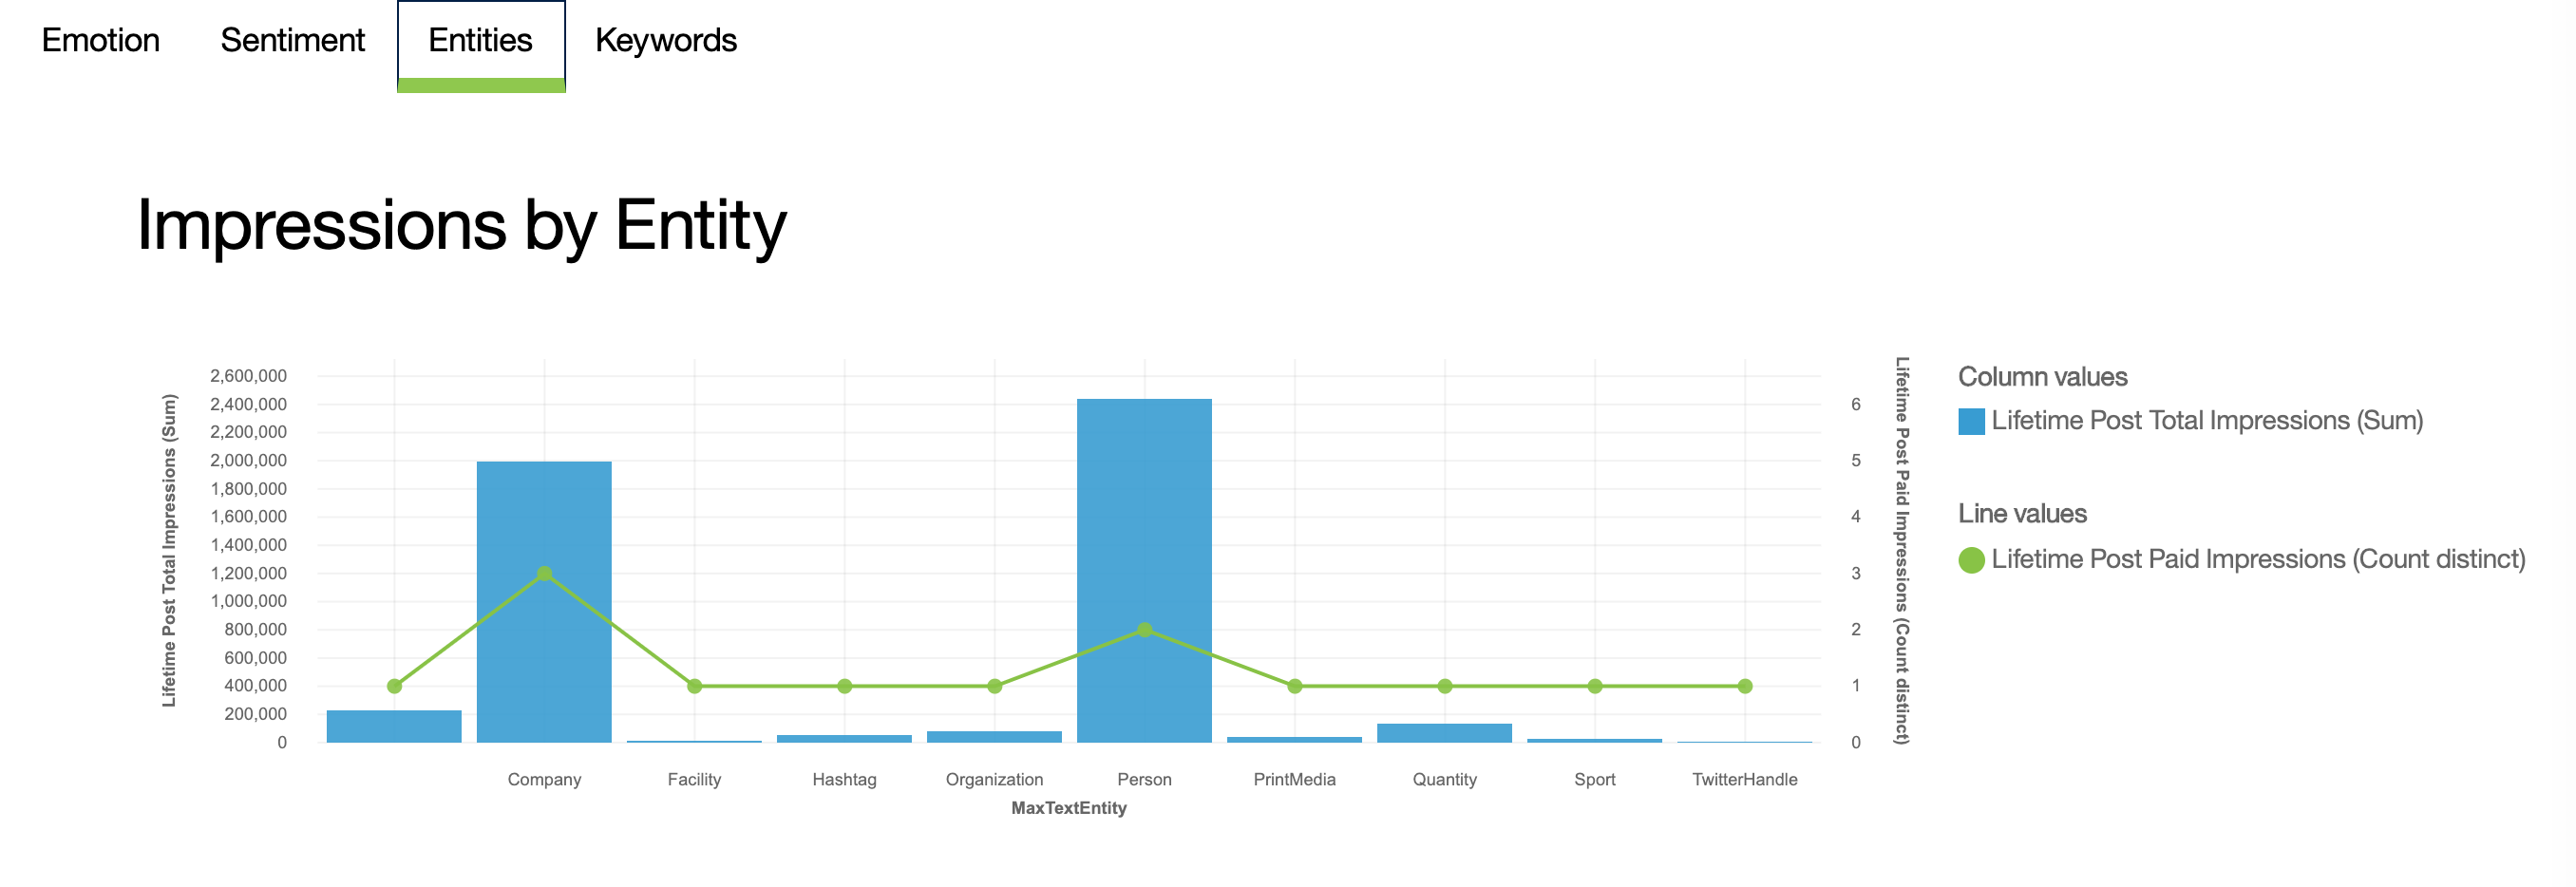 Emotion Sentiment Entities Keywords
Impressions by Entity
Lifetime Post Total Impressions (Sum)
2,600,000
2,400,000
2,200,000
2,000,000
1,800,000
1,600,000
1,400,000
1,200,000
1,000,000
800,000
600,000
400,000
200,000
0
Company Facility Hashtag Organization Person PrintMedia Quantity Sport TwitterHandle
MaxTextEntity
6
5
4
3
2
1
0
Lifetime Post Paid Impressions (Count distinct)
Column values
Lifetime Post Total Impressions (Sum)
Line values
Lifetime Post Paid Impressions (Count distinct)